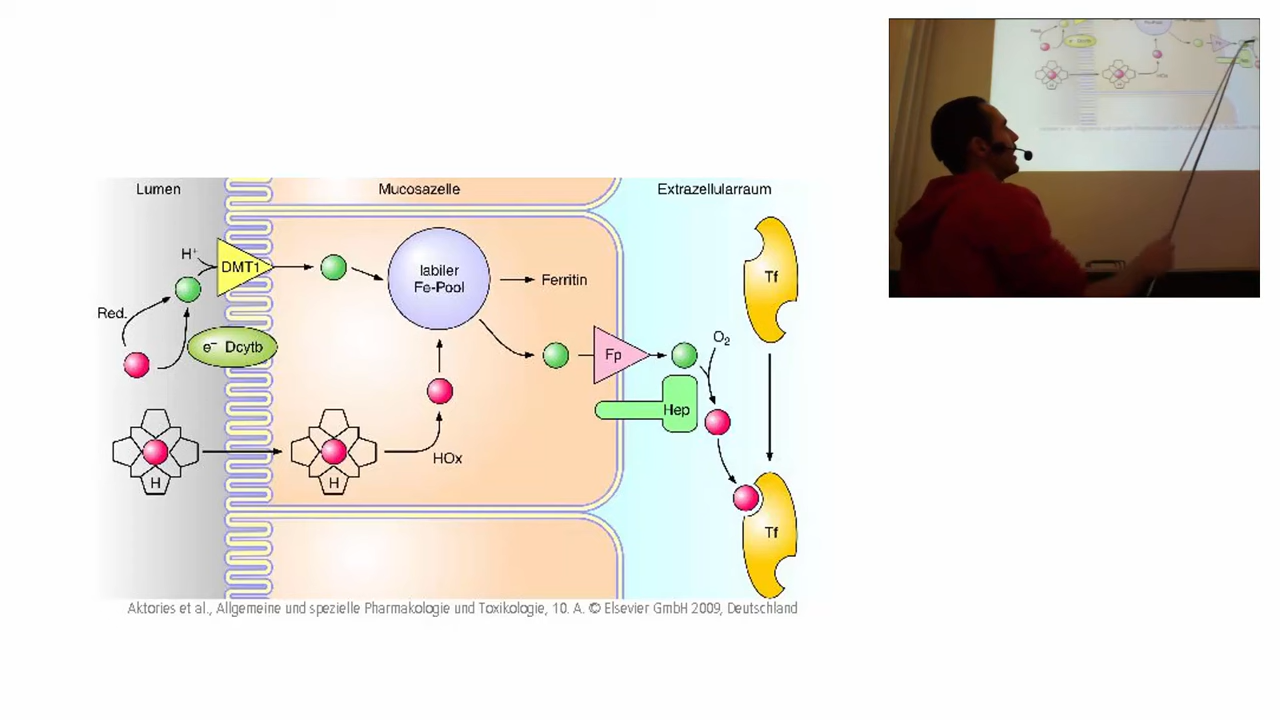 Lumen
Mucosazelle
Extrazellularraum
H⁺
DMT1
labiler
Fe-Pool
Ferritin
Tf
Red.
e⁻ Dcytb
Fp
O₂
Hep
H
H
HOx
Tf
Aktories et al., Allgemeine und spezielle Pharmakologie und Toxikologie, 10. A. © Elsevier GmbH 2009, Deutschland